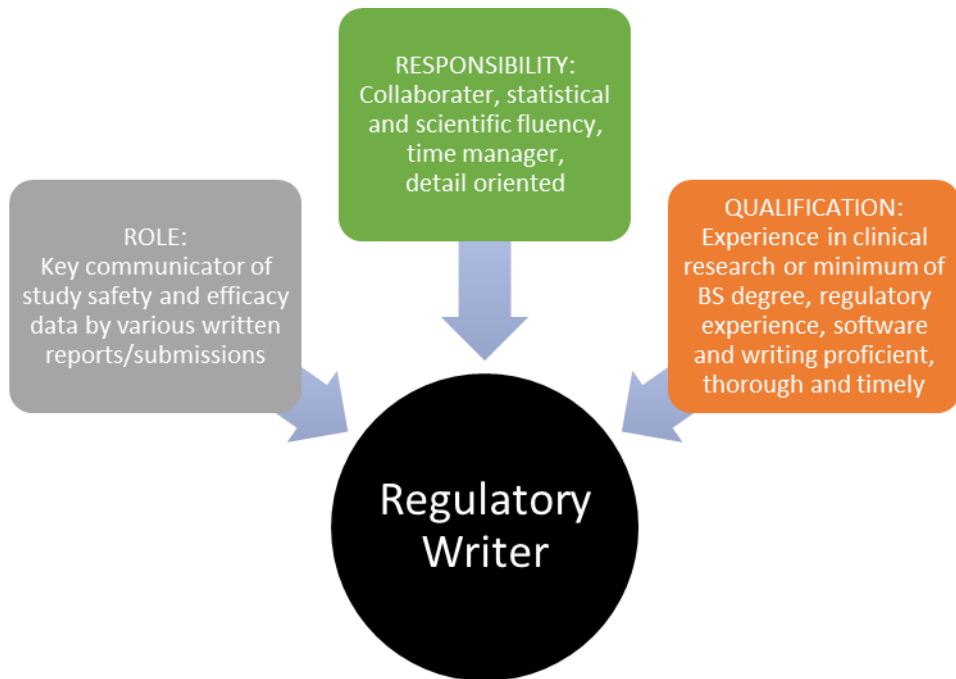 RESPONSIBILITY:
Collaborater, statistical
and scientific fluency,
time manager,
detail oriented
ROLE:
Key communicator of
study safety and efficacy
data by various written
reports/submissions
QUALIFICATION:
Experience in clinical
research or minimum of
BS degree, regulatory
experience, software
and writing proficient,
thorough and timely
Regulatory
Writer